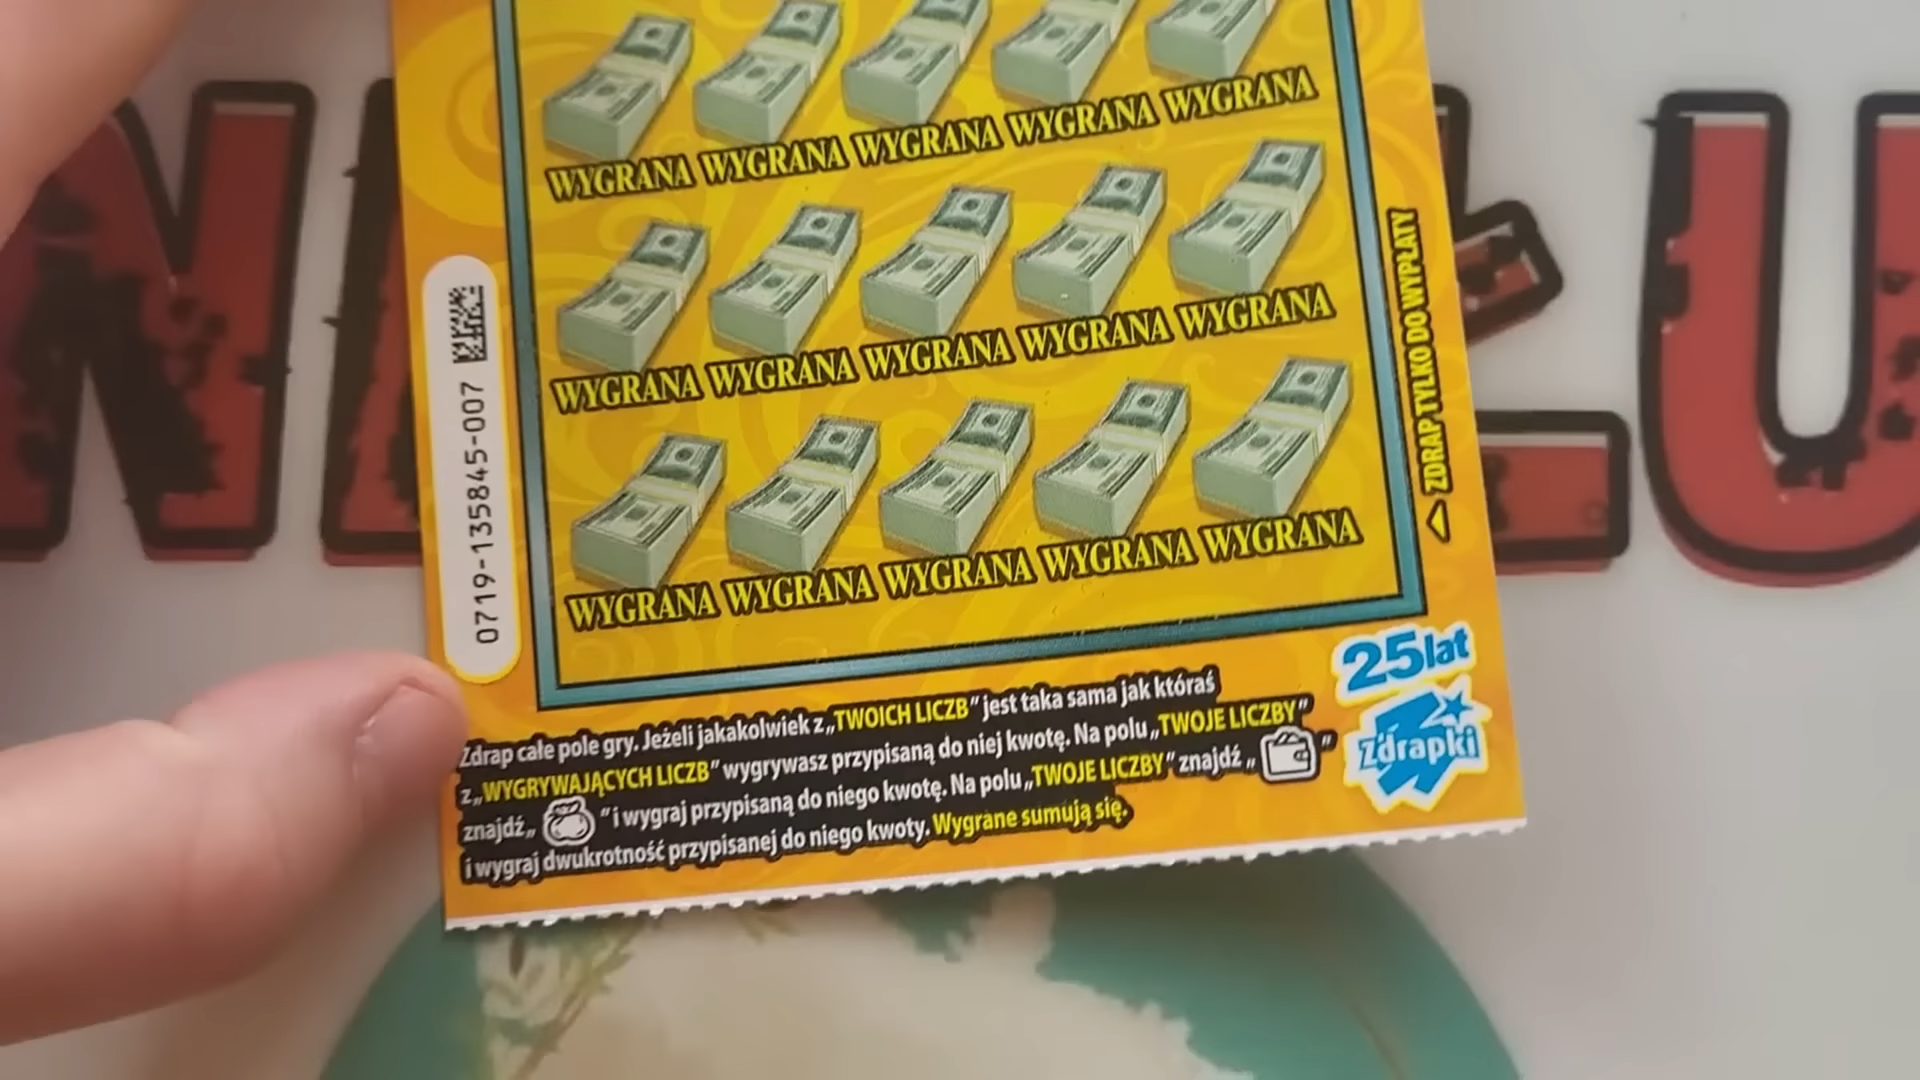 WYGRANA WYGRANA WYGRANA WYGRANA WYGRANA
WYGRANA WYGRANA WYGRANA WYGRANA WYGRANA
WYGRANA WYGRANA WYGRANA WYGRANA WYGRANA
0719-135845-007
ZDRAP TYLKO DO WYPŁATY
25lat
Zdrapki
Zdrap całe pole gry. Jeżeli jakakolwiek z „TWOICH LICZB” jest taka sama jak któraś
z „WYGRYWAJĄCYCH LICZB” wygrywasz przypisaną do niej kwotę. Na polu „TWOJE LICZBY”
znajdź „ ” i wygraj przypisaną do niego kwotę. Na polu „TWOJE LICZBY” znajdź „ ”
i wygraj dwukrotność przypisanej do niego kwoty. Wygrane sumują się.